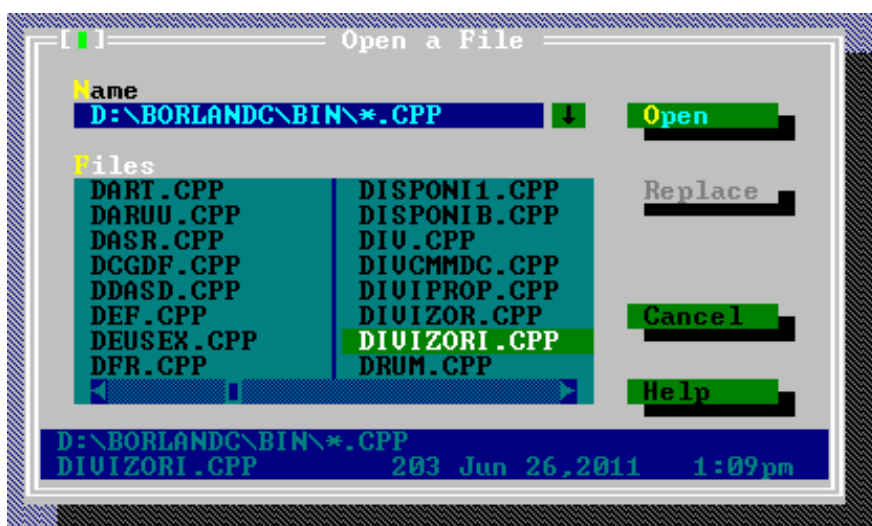 [ ] Open a File
Name
D:\BORLANDC\BIN\*.CPP ↓ Open
Files
DART.CPP DISPONI1.CPP Replace
DARUU.CPP DISPONIB.CPP
DASR.CPP DIV.CPP
DCGDF.CPP DIVCMMDC.CPP
DDASD.CPP DIVIPROP.CPP
DEF.CPP DIVIZOR.CPP Cancel
DEUSEX.CPP DIVIZORI.CPP
DFR.CPP DRUM.CPP
Help
D:\BORLANDC\BIN\*.CPP
DIVIZORI.CPP 203 Jun 26,2011 1:09pm